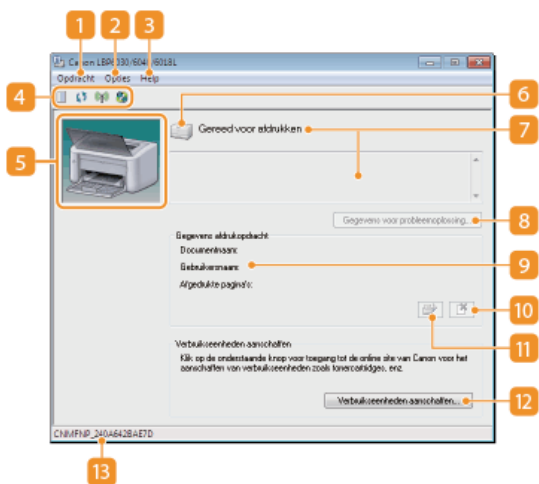 1 2 3
Canon LBP6030/6040/6018L
Opdracht Opties Help
4
5
6
Gereed voor afdrukken
7
Gegevens voor probleemoplossing...
8
Gegevens afdrukopdracht
Documentnaam:
Gebruikersnaam:
9
Afgedrukte pagina's:
10
11
Verbruikseenheden aanschaffen
Klik op de onderstaande knop voor toegang tot de online site van Canon voor het
aanschaffen van verbruikseenheden zoals tonercartridges, enz.
Verbruikseenheden aanschaffen...
12
CNMFNP_240A642BAE7D
13